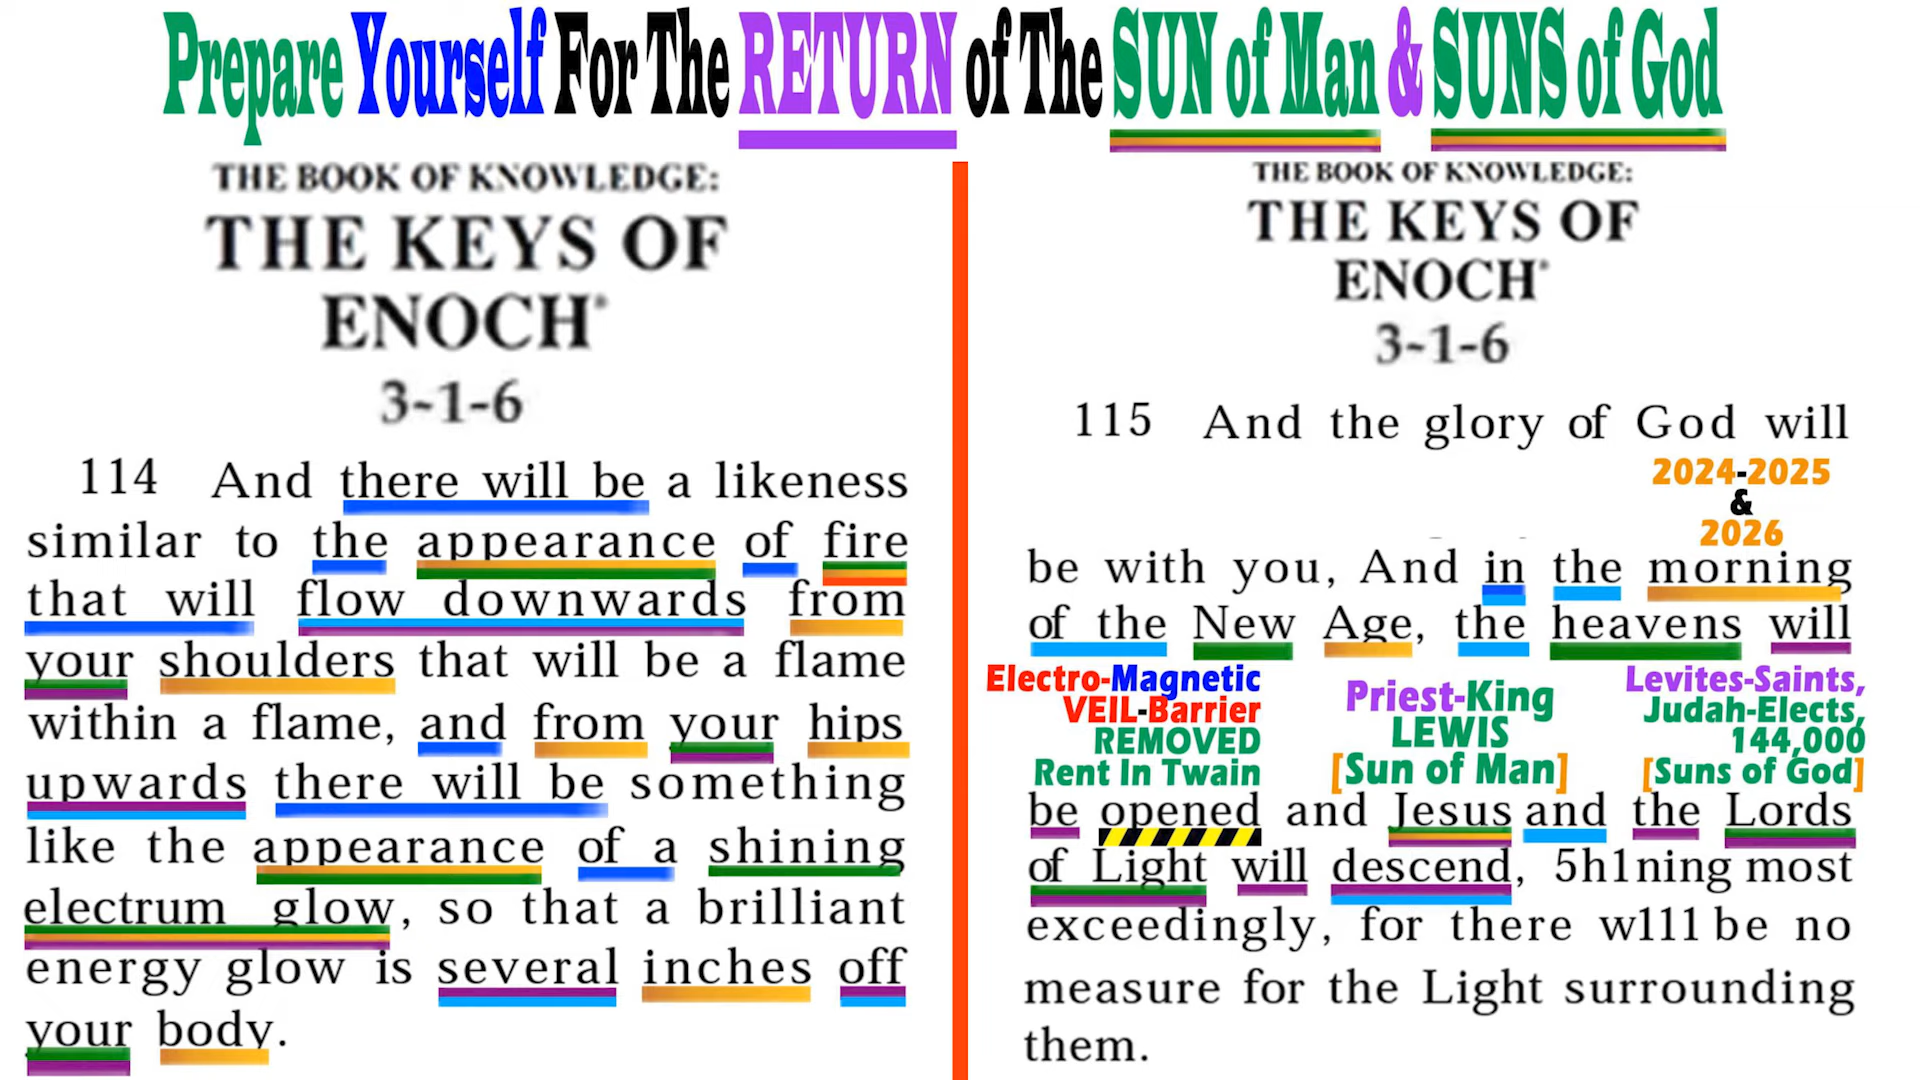 Prepare Yourself For The RETURN of The SUN of Man & SUNS of God
THE BOOK OF KNOWLEDGE:
THE KEYS OF
ENOCH®
3-1-6
114 And there will be a likeness
similar to the appearance of fire
that will flow downwards from
your shoulders that will be a flame
within a flame, and from your hips
upwards there will be something
like the appearance of a shining
electrum glow, so that a brilliant
energy glow is several inches off
your body.
THE BOOK OF KNOWLEDGE:
THE KEYS OF
ENOCH®
3-1-6
115 And the glory of God will
2024-2025
&
2026
be with you, And in the morning
of the New Age, the heavens will
Electro-Magnetic
VEIL-Barrier
REMOVED
Rent In Twain
Priest-King
LEWIS
[Sun of Man]
Levites-Saints,
Judah-Elects,
144,000
[Suns of God]
be opened and Jesus and the Lords
of Light will descend, 5h1ning most
exceedingly, for there w111 be no
measure for the Light surrounding
them.